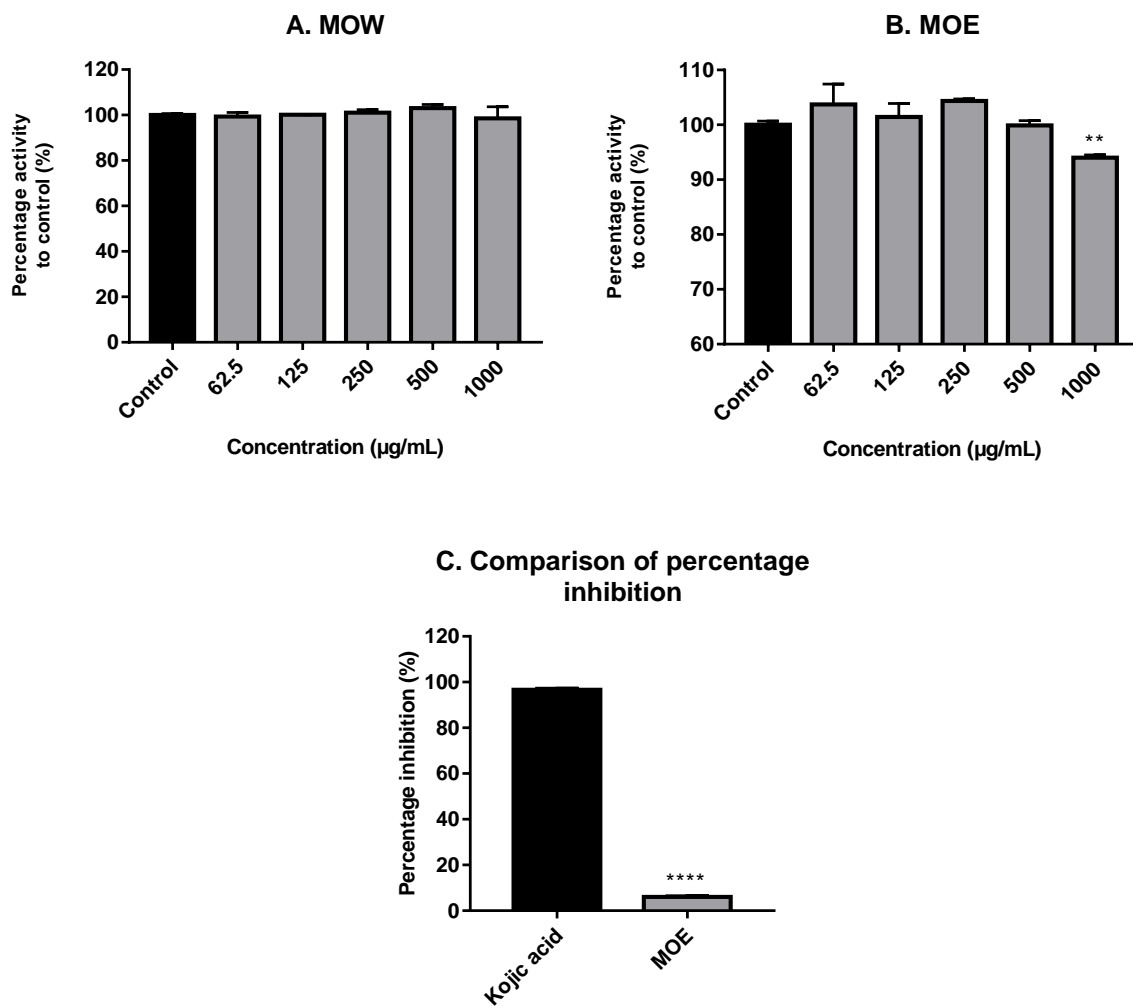 A. MOW
Percentage activity
to control (%)
120
100
80
60
40
20
0
Control
62.5
125
250
500
1000
Concentration (µg/mL)
B. MOE
Percentage activity
to control (%)
110
100
90
80
70
60
**
Control
62.5
125
250
500
1000
Concentration (µg/mL)
C. Comparison of percentage
inhibition
Percentage inhibition (%)
120
100
80
60
40
20
0
****
Kojic acid
MOE